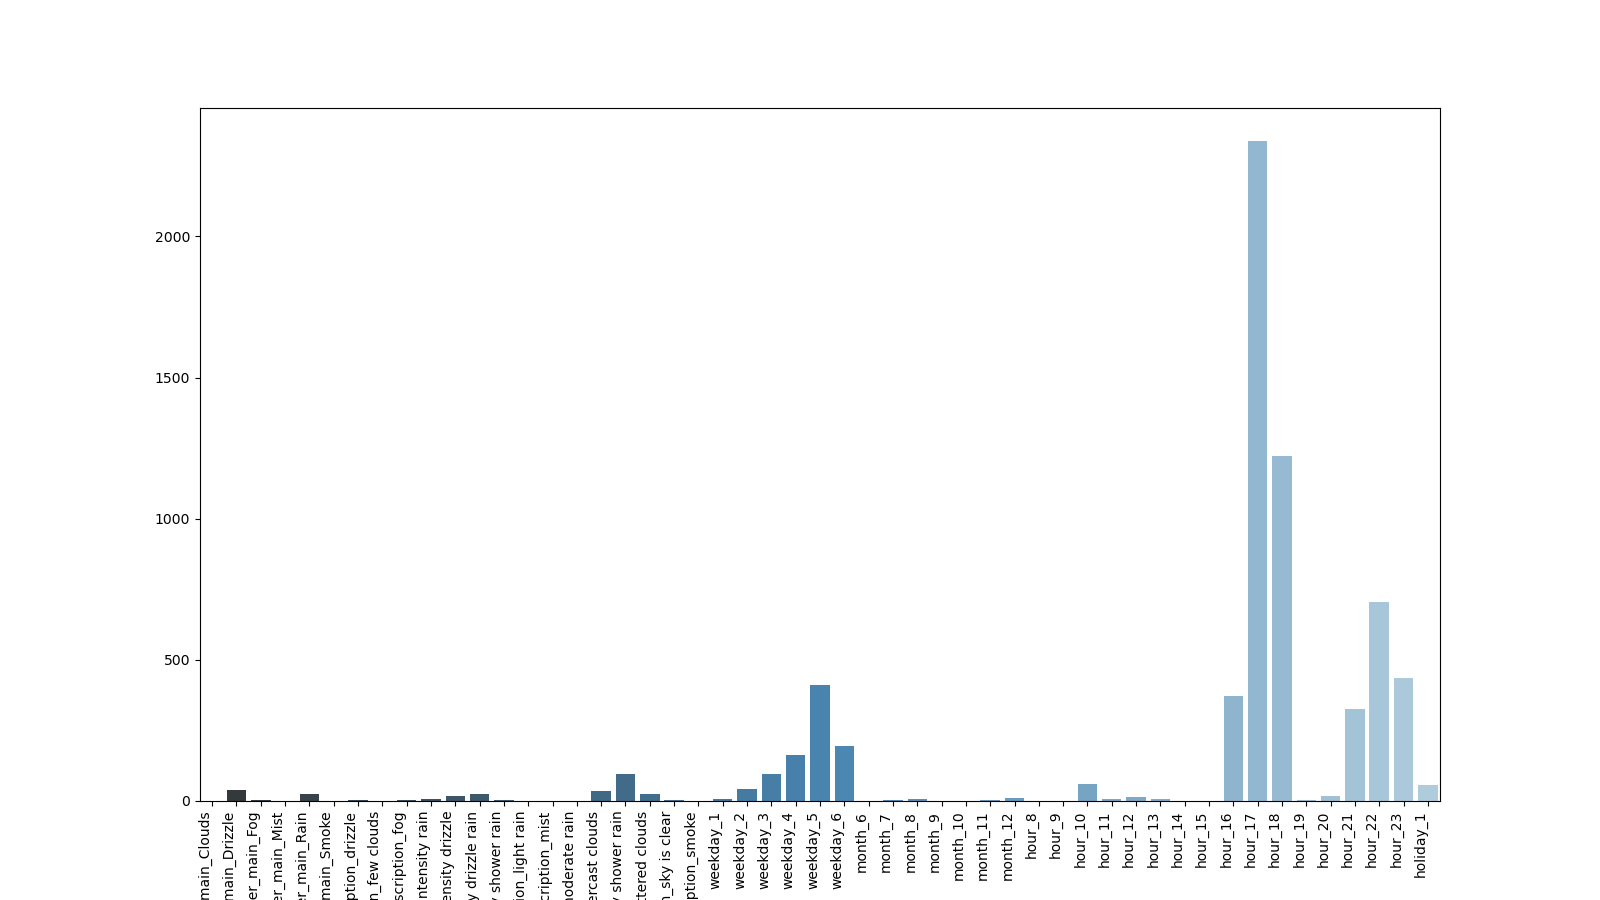 2000
1500
1000
500
0
main_Clouds
main_Drizzle
er_main_Fog
er_main_Mist
r_main_Rain
main_Smoke
ption_drizzle
n_few clouds
scription_fog
ntensity rain
ensity drizzle
y drizzle rain
y shower rain
ion_light rain
cription_mist
noderate rain
ercast clouds
y shower rain
ttered clouds
n_sky is clear
ption_smoke
weekday_1
weekday_2
weekday_3
weekday_4
weekday_5
weekday_6
month_6
month_7
month_8
month_9
month_10
month_11
month_12
hour_8
hour_9
hour_10
hour_11
hour_12
hour_13
hour_14
hour_15
hour_16
hour_17
hour_18
hour_19
hour_20
hour_21
hour_22
hour_23
holiday_1